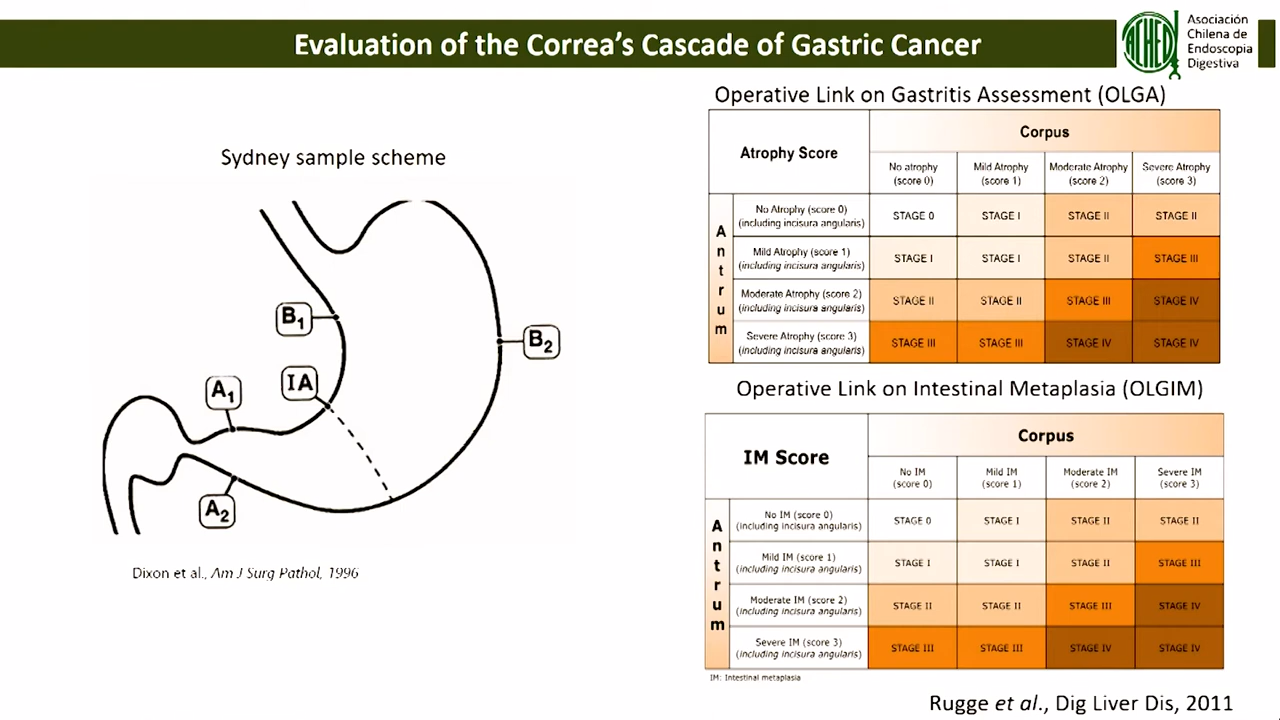 Evaluation of the Correa's Cascade of Gastric Cancer
ACHED
Asociación
Chilena de
Endoscopia
Digestiva
Sydney sample scheme
B1
B2
IA
A1
A2
Dixon et al., Am J Surg Pathol, 1996
Operative Link on Gastritis Assessment (OLGA)
Atrophy Score
Corpus
No atrophy (score 0)
Mild Atrophy (score 1)
Moderate Atrophy (score 2)
Severe Atrophy (score 3)
Antrum
No Atrophy (score 0)
(including incisura angularis)
STAGE 0
STAGE I
STAGE II
STAGE II
Mild Atrophy (score 1)
(including incisura angularis)
STAGE I
STAGE I
STAGE II
STAGE III
Moderate Atrophy (score 2)
(including incisura angularis)
STAGE II
STAGE II
STAGE III
STAGE IV
Severe Atrophy (score 3)
(including incisura angularis)
STAGE III
STAGE III
STAGE IV
STAGE IV
Operative Link on Intestinal Metaplasia (OLGIM)
IM Score
Corpus
No IM (score 0)
Mild IM (score 1)
Moderate IM (score 2)
Severe IM (score 3)
Antrum
No IM (score 0)
(including incisura angularis)
STAGE 0
STAGE I
STAGE II
STAGE II
Mild IM (score 1)
(including incisura angularis)
STAGE I
STAGE I
STAGE II
STAGE III
Moderate IM (score 2)
(including incisura angularis)
STAGE II
STAGE II
STAGE III
STAGE IV
Severe IM (score 3)
(including incisura angularis)
STAGE III
STAGE III
STAGE IV
STAGE IV
IM: Intestinal metaplasia
Rugge et al., Dig Liver Dis, 2011